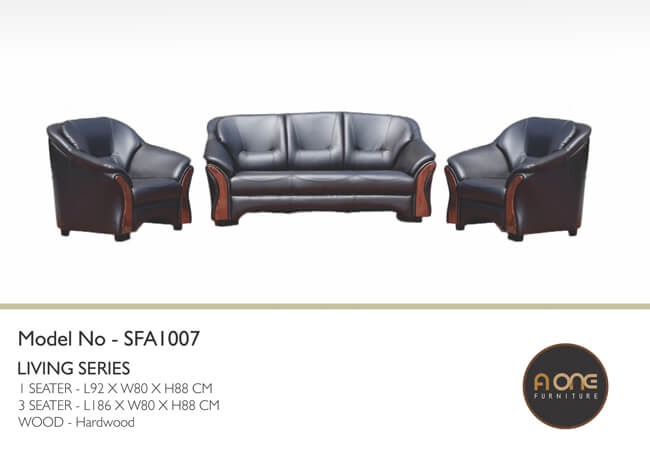 Model No - SFA1007
LIVING SERIES
1 SEATER - L92 X W80 X H88 CM
3 SEATER - L186 X W80 X H88 CM
WOOD - Hardwood
A ONE
FURNITURE